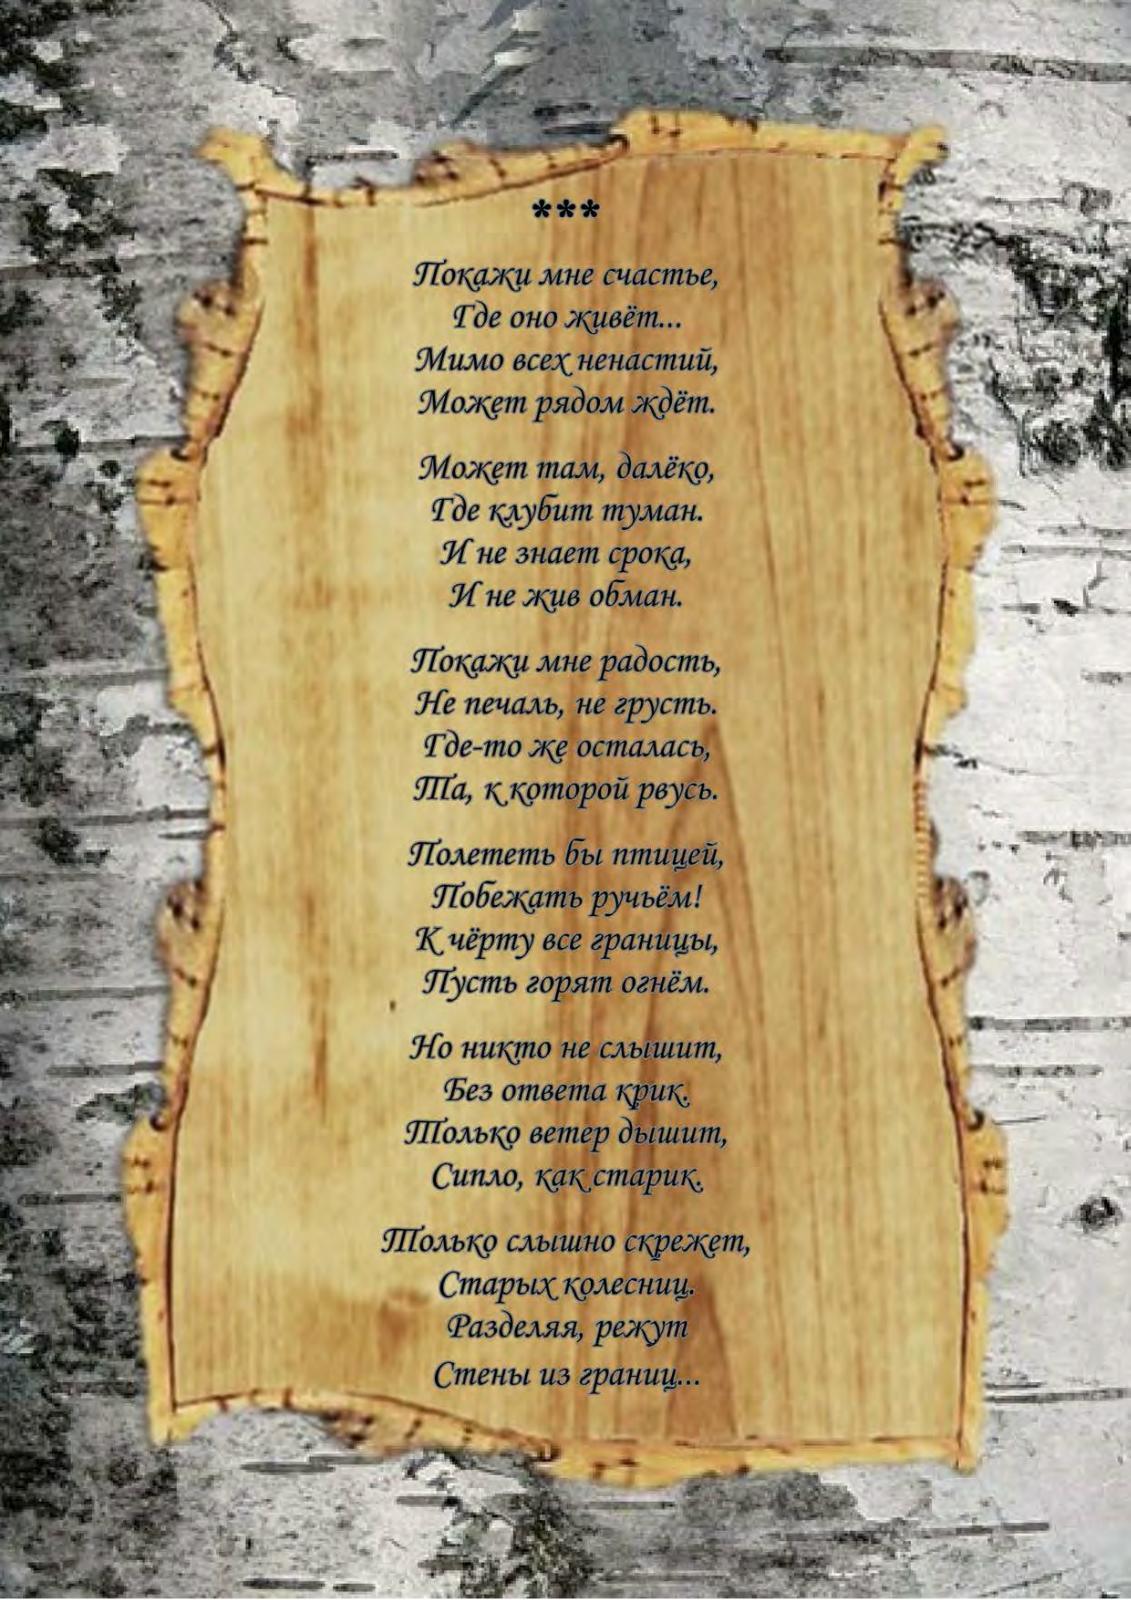 ***
Покажи мне счастье,
Где оно живёт...
Мимо всех ненастий,
Может рядом ждёт.
Может там, далёко,
Где клубит туман.
И не знает срока,
И не жив обман.
Покажи мне радость,
Не печаль, не грусть.
Где-то же осталась,
Та, к которой рвусь.
Полететь бы птицей,
Побежать ручьём!
К чёрту все границы,
Пусть горят огнём.
Но никто не слышит,
Без ответа крик.
Только ветер дышит,
Сипло, как старик.
Только слышно скрежет,
Старых колесниц.
Разделяя, режут
Стены из границ...